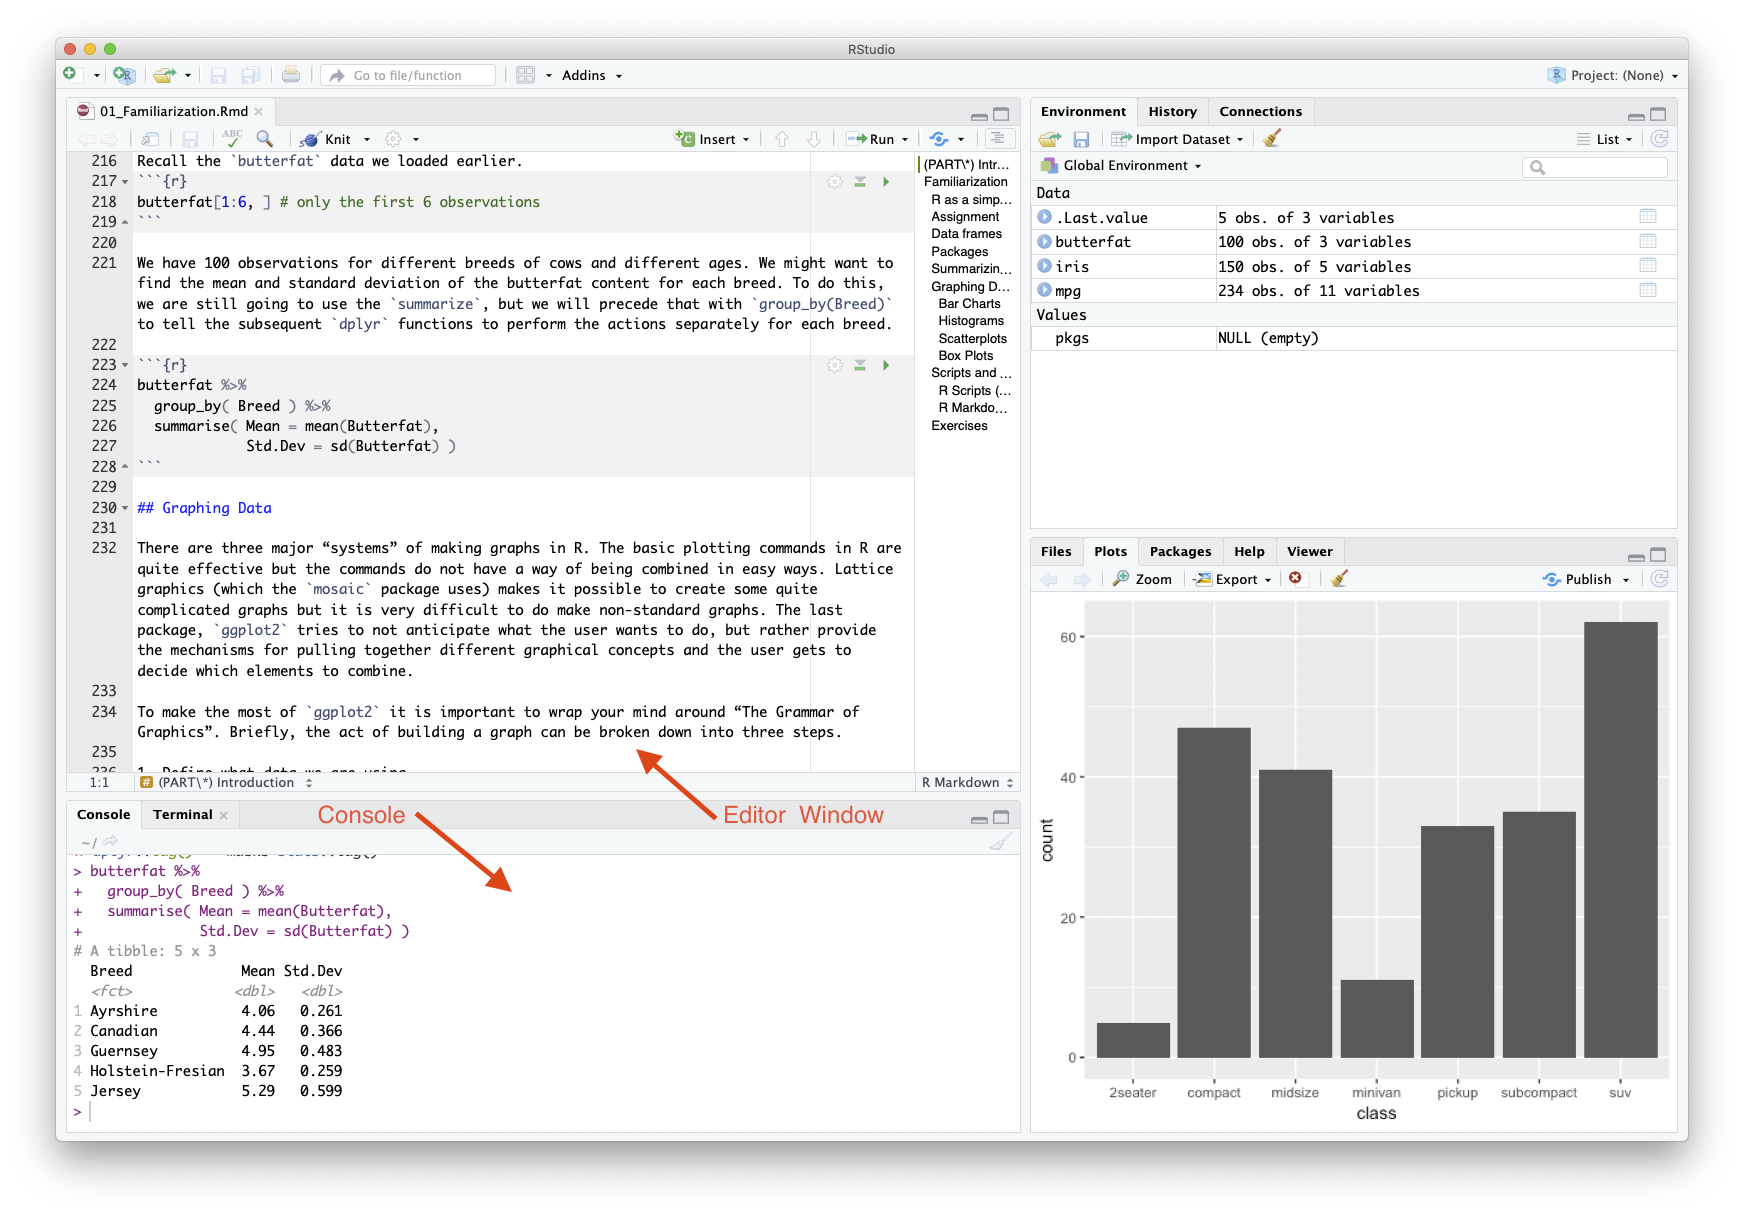 RStudio
Go to file/function
Addins
Project: (None)
01_Familiarization.Rmd
ABC
Knit
Insert
Run
216 Recall the `butterfat` data we loaded earlier.
217 ```{r}
218 butterfat[1:6, ] # only the first 6 observations
219 ```
220
221 We have 100 observations for different breeds of cows and different ages. We might want to
find the mean and standard deviation of the butterfat content for each breed. To do this,
we are still going to use the `summarize`, but we will precede that with `group_by(Breed)`
to tell the subsequent `dplyr` functions to perform the actions separately for each breed.
222
223 ```{r}
224 butterfat %>%
225 group_by( Breed ) %>%
226 summarise( Mean = mean(Butterfat),
227 Std.Dev = sd(Butterfat) )
228 ```
229
230 ## Graphing Data
231
232 There are three major “systems” of making graphs in R. The basic plotting commands in R are
quite effective but the commands do not have a way of being combined in easy ways. Lattice
graphics (which the `mosaic` package uses) makes it possible to create some quite
complicated graphs but it is very difficult to do make non-standard graphs. The last
package, `ggplot2` tries to not anticipate what the user wants to do, but rather provide
the mechanisms for pulling together different graphical concepts and the user gets to
decide which elements to combine.
233
234 To make the most of `ggplot2` it is important to wrap your mind around “The Grammar of
Graphics”. Briefly, the act of building a graph can be broken down into three steps.
235
236 1. Define what data we are using
(PART\*) Intr...
Familiarization
R as a simp...
Assignment
Data frames
Packages
Summarizin...
Graphing D...
Bar Charts
Histograms
Scatterplots
Box Plots
Scripts and ...
R Scripts (...
R Markdo...
Exercises
1:1 # (PART\*) Introduction
R Markdown
Console
Terminal
Console
Editor Window
~/
> butterfat %>%
+ group_by( Breed ) %>%
+ summarise( Mean = mean(Butterfat),
+ Std.Dev = sd(Butterfat) )
# A tibble: 5 x 3
Breed Mean Std.Dev
<fct> <dbl> <dbl>
1 Ayrshire 4.06 0.261
2 Canadian 4.44 0.366
3 Guernsey 4.95 0.483
4 Holstein-Fresian 3.67 0.259
5 Jersey 5.29 0.599
>
Environment History Connections
Import Dataset
List
Global Environment
Data
.Last.value 5 obs. of 3 variables
butterfat 100 obs. of 3 variables
iris 150 obs. of 5 variables
mpg 234 obs. of 11 variables
Values
pkgs NULL (empty)
Files Plots Packages Help Viewer
Zoom Export Publish
60
40
20
0
count
2seater compact midsize minivan pickup subcompact suv
class